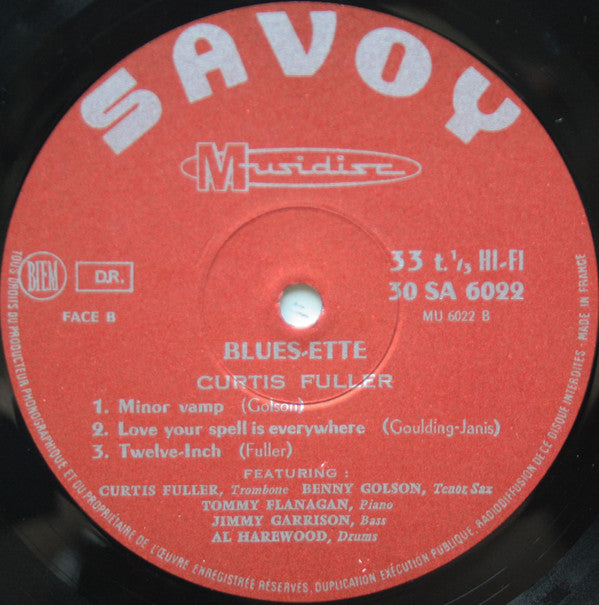 SAVOY
Musidisc
BIEM D.R.
33 t. 1/3 HI-FI
30 SA 6022
FACE B
MU 6022 B
BLUES-ETTE
CURTIS FULLER
1. Minor vamp (Golson)
2. Love your spell is everywhere (Goulding-Janis)
3. Twelve-Inch (Fuller)
FEATURING :
CURTIS FULLER, Trombone BENNY GOLSON, Tenor Sax
TOMMY FLANAGAN, Piano
JIMMY GARRISON, Bass
AL HAREWOOD, Drums
TOUS DROITS DU PRODUCTEUR PHONOGRAPHIQUE ET DU PROPRIÉTAIRE DE L'ŒUVRE ENREGISTRÉE RÉSERVÉS, DUPLICATION EXÉCUTION PUBLIQUE, RADIODIFFUSION DE CE DISQUE INTERDITES - MADE IN FRANCE